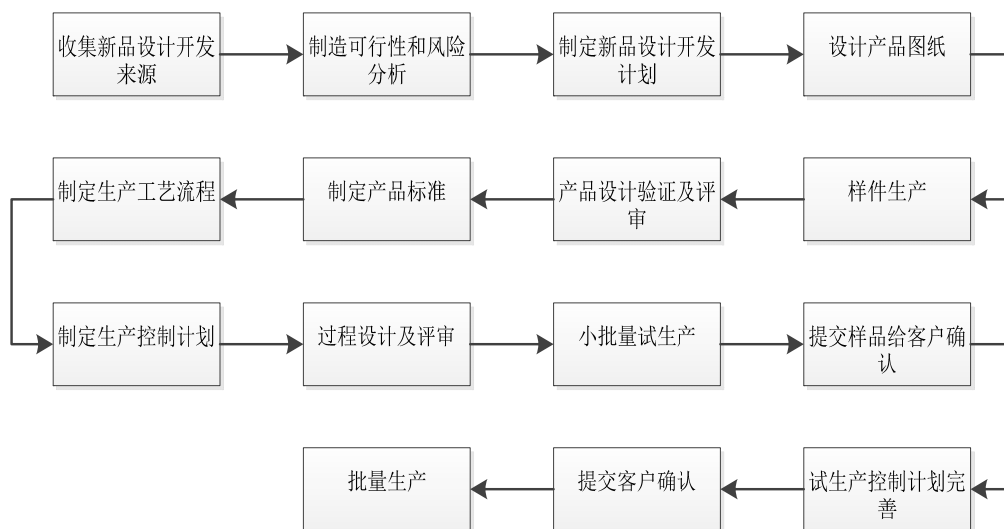 收集新品设计开发
来源
制造可行性和风险
分析
制定新品设计开发
计划
设计产品图纸
样件生产
产品设计验证及评
审
制定产品标准
制定生产工艺流程
制定生产控制计划
过程设计及评审
小批量试生产
提交样品给客户确
认
试生产控制计划完
善
提交客户确认
批量生产